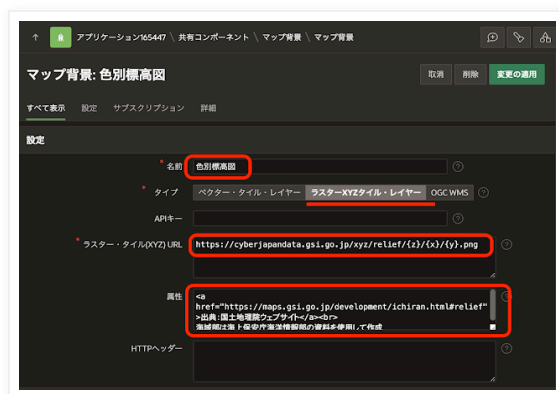 アプリケーション165447 \ 共有コンポーネント \ マップ背景 \ マップ背景
マップ背景: 色別標高図
取消 削除 変更の適用
すべて表示 設定 サブスクリプション 詳細
設定
* 名前 色別標高図
* タイプ ベクター・タイル・レイヤー ラスターXYZタイル・レイヤー OGC WMS
APIキー
* ラスター・タイル(XYZ) URL https://cyberjapandata.gsi.go.jp/xyz/relief/{z}/{x}/{y}.png
属性 <a
href="https://maps.gsi.go.jp/development/ichiran.html#relief"
>出典:国土地理院ウェブサイト</a><br>
海域部は海上保安庁海洋情報部の資料を使用して作成
HTTPヘッダー